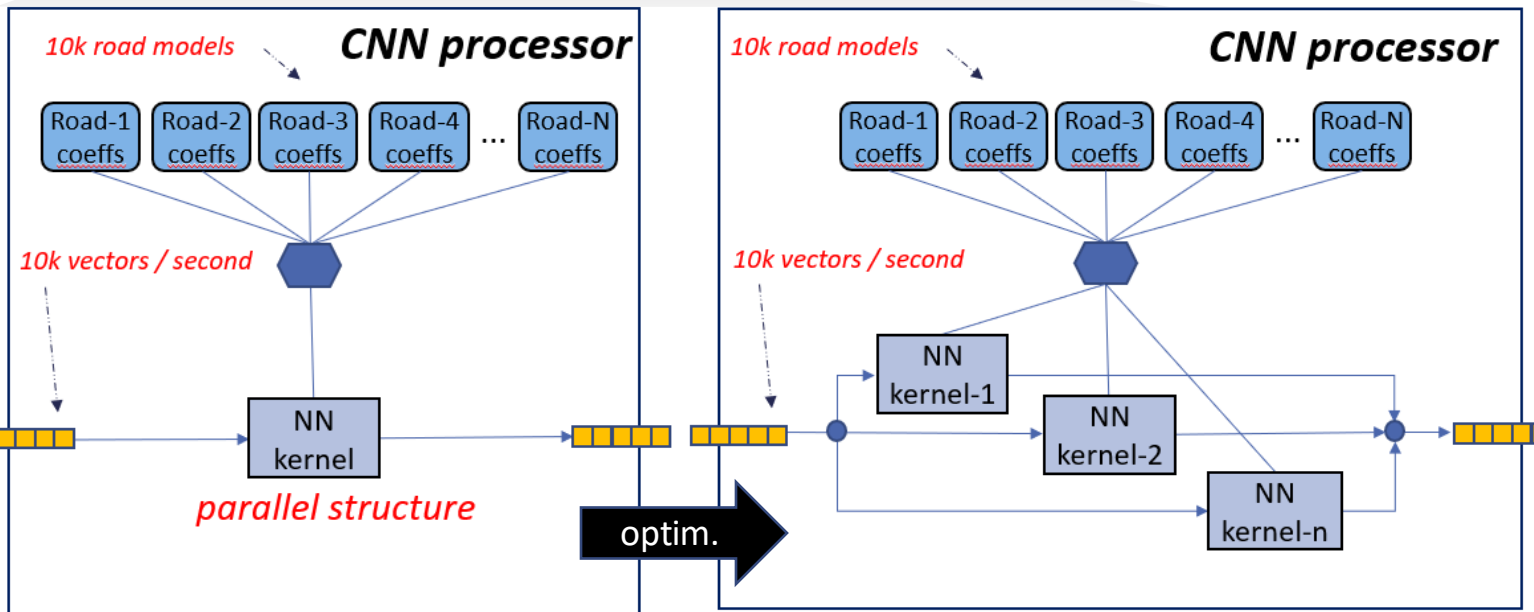 10k road models
CNN processor
Road-1
coeffs
Road-2
coeffs
Road-3
coeffs
Road-4
coeffs
...
Road-N
coeffs
10k vectors / second
NN
kernel
parallel structure
optim.
10k road models
CNN processor
Road-1
coeffs
Road-2
coeffs
Road-3
coeffs
Road-4
coeffs
...
Road-N
coeffs
10k vectors / second
NN
kernel-1
NN
kernel-2
NN
kernel-n